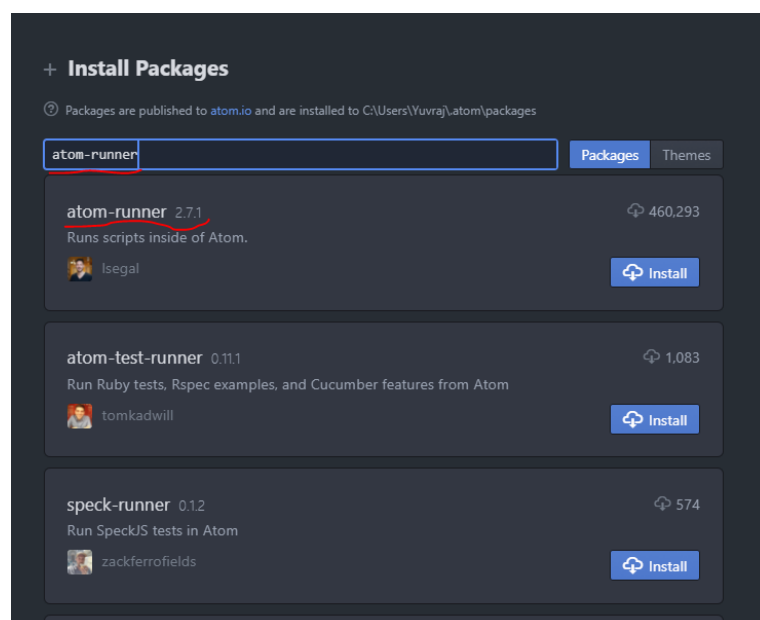 + Install Packages
? Packages are published to atom.io and are installed to C:\Users\Yuvraj\.atom\packages
atom-runner
Packages Themes
atom-runner 2.7.1 460,293
Runs scripts inside of Atom.
lsegal Install
atom-test-runner 0.11.1 1,083
Run Ruby tests, Rspec examples, and Cucumber features from Atom
tomkadwill Install
speck-runner 0.1.2 574
Run SpeckJS tests in Atom
zackferrofields Install